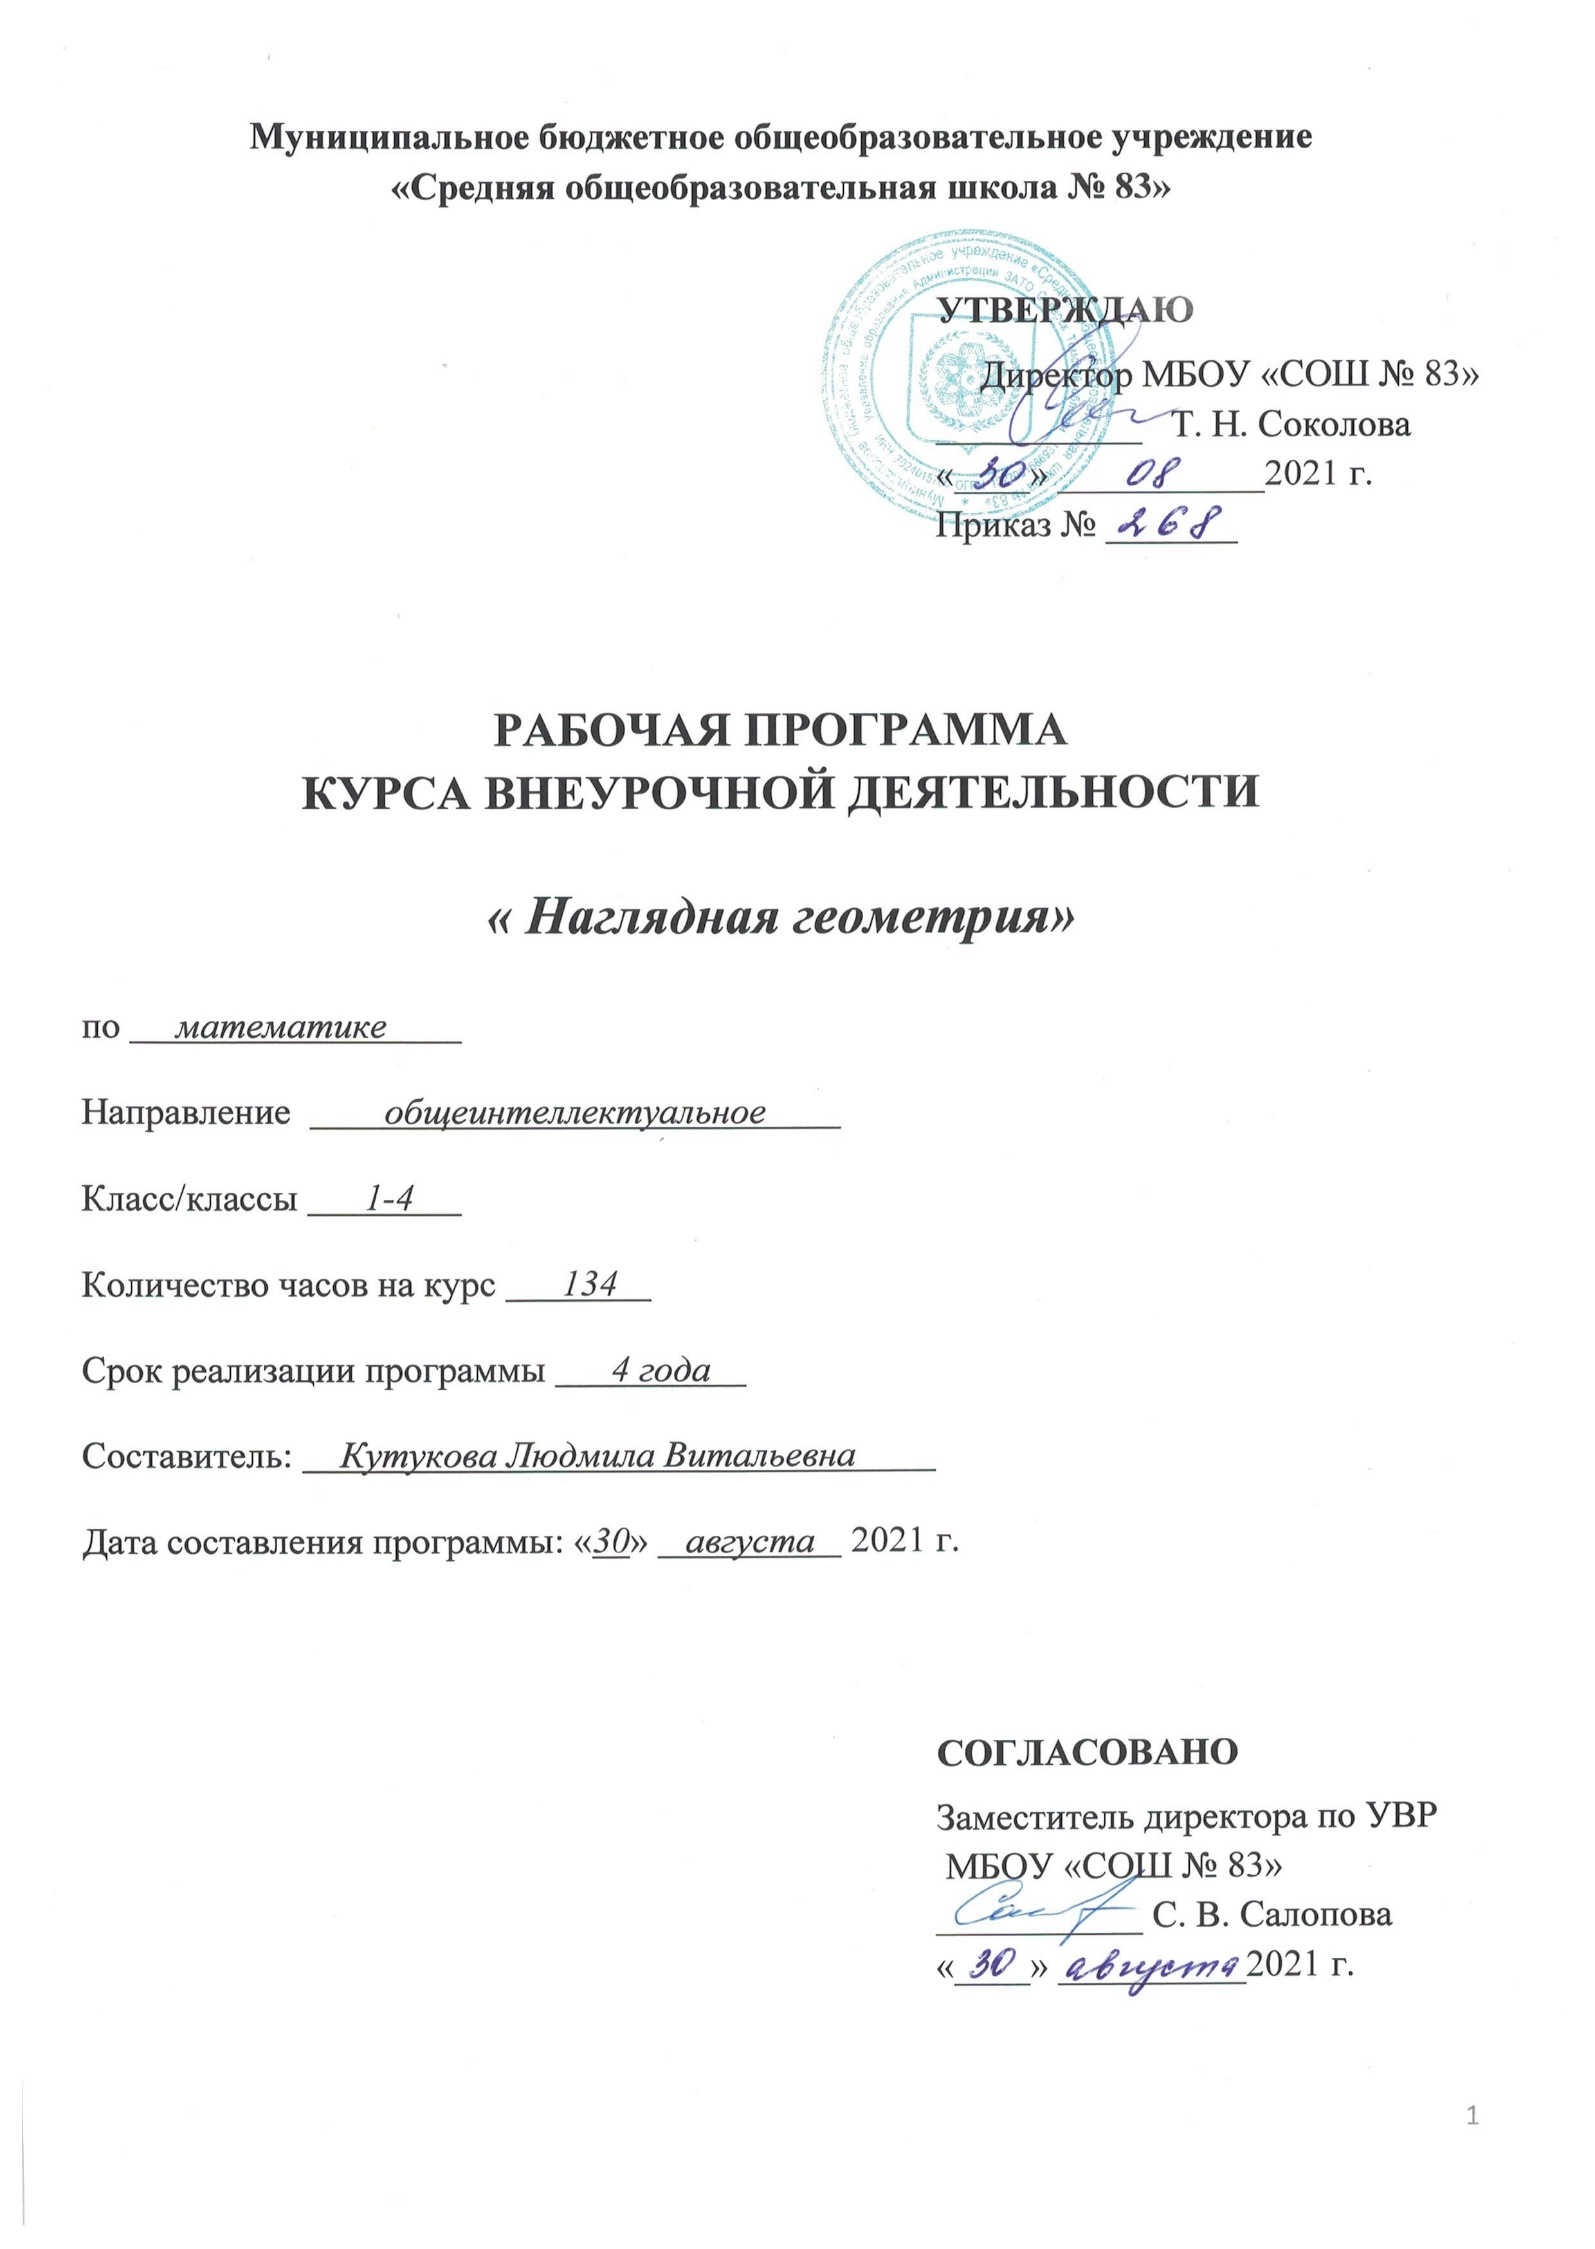 Муниципальное бюджетное общеобразовательное учреждение
«Средняя общеобразовательная школа № 83»
УТВЕРЖДАЮ
Директор МБОУ «СОШ № 83»
Т. Н. Соколова
«30» 08 2021 г.
Приказ № 268
РАБОЧАЯ ПРОГРАММА
КУРСА ВНЕУРОЧНОЙ ДЕЯТЕЛЬНОСТИ
« Наглядная геометрия»
по математике
Направление общеинтеллектуальное
Класс/классы 1-4
Количество часов на курс 134
Срок реализации программы 4 года
Составитель: Кутукова Людмила Витальевна
Дата составления программы: «30» августа 2021 г.
СОГЛАСОВАНО
Заместитель директора по УВР
МБОУ «СОШ № 83»
С. В. Салопова
«30» августа 2021 г.
1